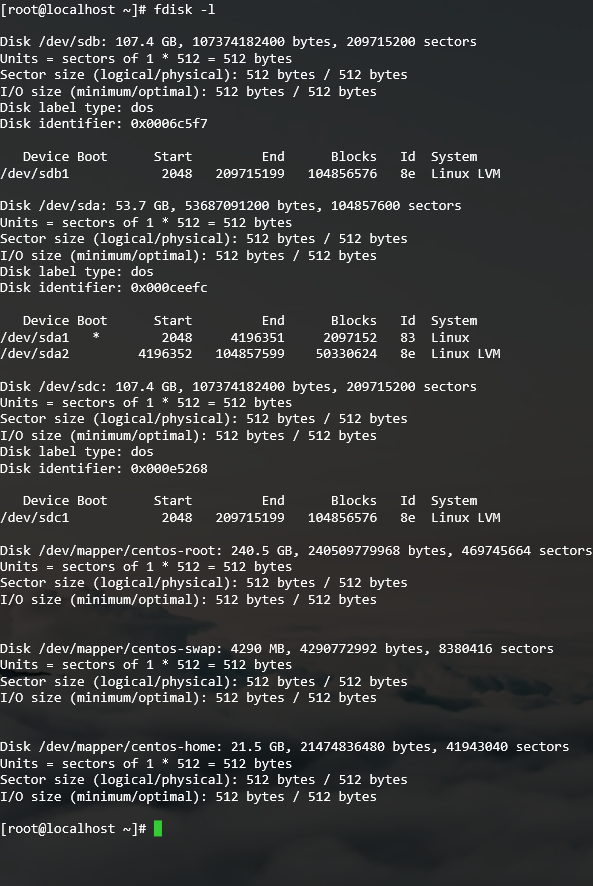 [root@localhost ~]# fdisk -l
Disk /dev/sdb: 107.4 GB, 107374182400 bytes, 209715200 sectors
Units = sectors of 1 * 512 = 512 bytes
Sector size (logical/physical): 512 bytes / 512 bytes
I/O size (minimum/optimal): 512 bytes / 512 bytes
Disk label type: dos
Disk identifier: 0x0006c5f7
   Device Boot      Start         End      Blocks   Id  System
/dev/sdb1            2048   209715199   104856576   8e  Linux LVM
Disk /dev/sda: 53.7 GB, 53687091200 bytes, 104857600 sectors
Units = sectors of 1 * 512 = 512 bytes
Sector size (logical/physical): 512 bytes / 512 bytes
I/O size (minimum/optimal): 512 bytes / 512 bytes
Disk label type: dos
Disk identifier: 0x000ceefc
   Device Boot      Start         End      Blocks   Id  System
/dev/sda1   *        2048     4196351     2097152   83  Linux
/dev/sda2         4196352   104857599    50330624   8e  Linux LVM
Disk /dev/sdc: 107.4 GB, 107374182400 bytes, 209715200 sectors
Units = sectors of 1 * 512 = 512 bytes
Sector size (logical/physical): 512 bytes / 512 bytes
I/O size (minimum/optimal): 512 bytes / 512 bytes
Disk label type: dos
Disk identifier: 0x000e5268
   Device Boot      Start         End      Blocks   Id  System
/dev/sdc1            2048   209715199   104856576   8e  Linux LVM
Disk /dev/mapper/centos-root: 240.5 GB, 240509779968 bytes, 469745664 sectors
Units = sectors of 1 * 512 = 512 bytes
Sector size (logical/physical): 512 bytes / 512 bytes
I/O size (minimum/optimal): 512 bytes / 512 bytes
Disk /dev/mapper/centos-swap: 4290 MB, 4290772992 bytes, 8380416 sectors
Units = sectors of 1 * 512 = 512 bytes
Sector size (logical/physical): 512 bytes / 512 bytes
I/O size (minimum/optimal): 512 bytes / 512 bytes
Disk /dev/mapper/centos-home: 21.5 GB, 21474836480 bytes, 41943040 sectors
Units = sectors of 1 * 512 = 512 bytes
Sector size (logical/physical): 512 bytes / 512 bytes
I/O size (minimum/optimal): 512 bytes / 512 bytes
[root@localhost ~]#